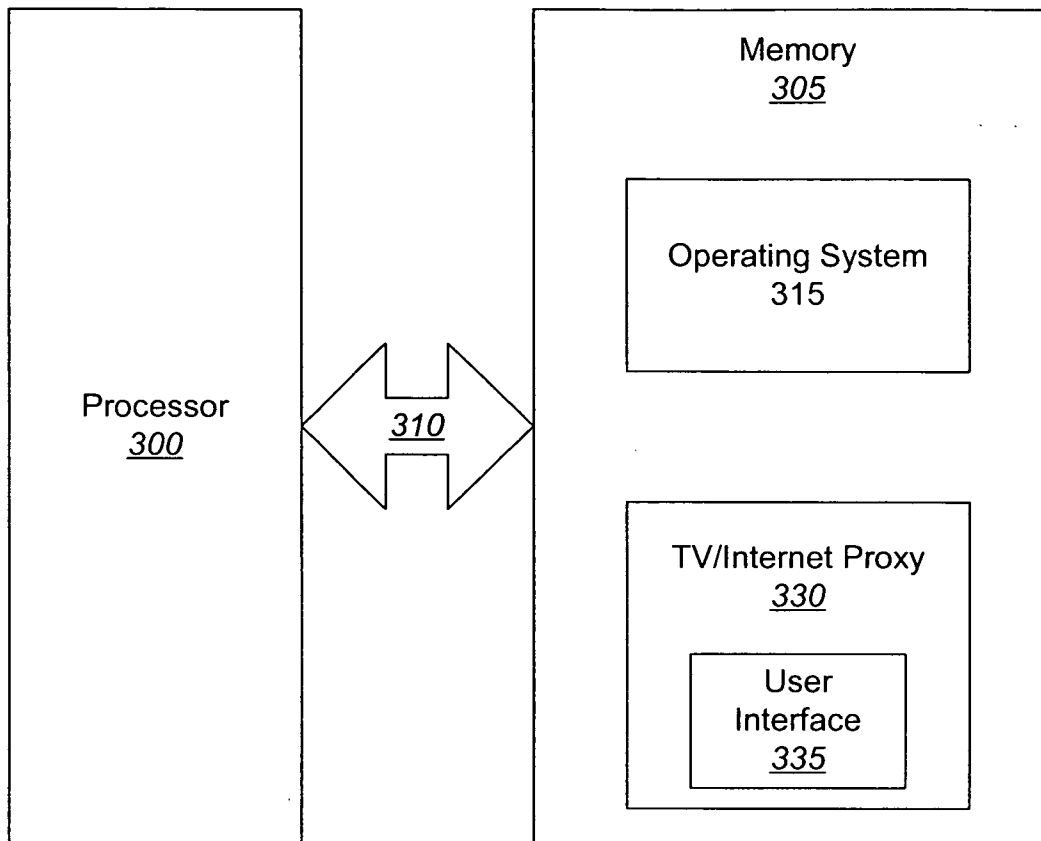 Processor
300
310
Memory
305
Operating System
315
TV/Internet Proxy
330
User
Interface
335